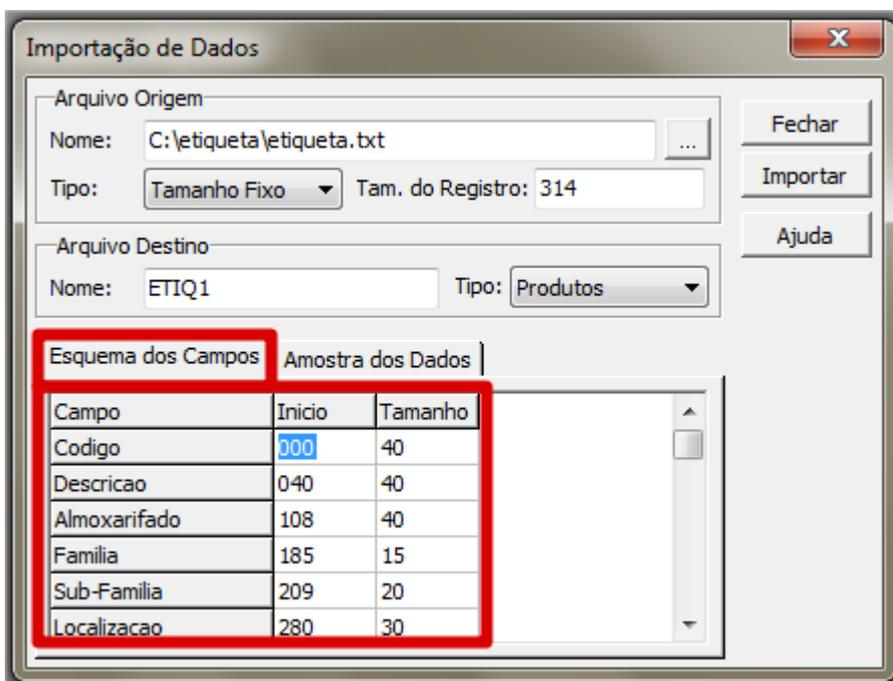 Importação de Dados
Arquivo Origem
Nome: C:\etiqueta\etiqueta.txt ...
Tipo: Tamanho Fixo Tam. do Registro: 314
Fechar
Importar
Ajuda
Arquivo Destino
Nome: ETIQ1 Tipo: Produtos
Esquema dos Campos Amostra dos Dados
Campo Inicio Tamanho
Codigo 000 40
Descricao 040 40
Almoxarifado 108 40
Familia 185 15
Sub-Familia 209 20
Localizacao 280 30